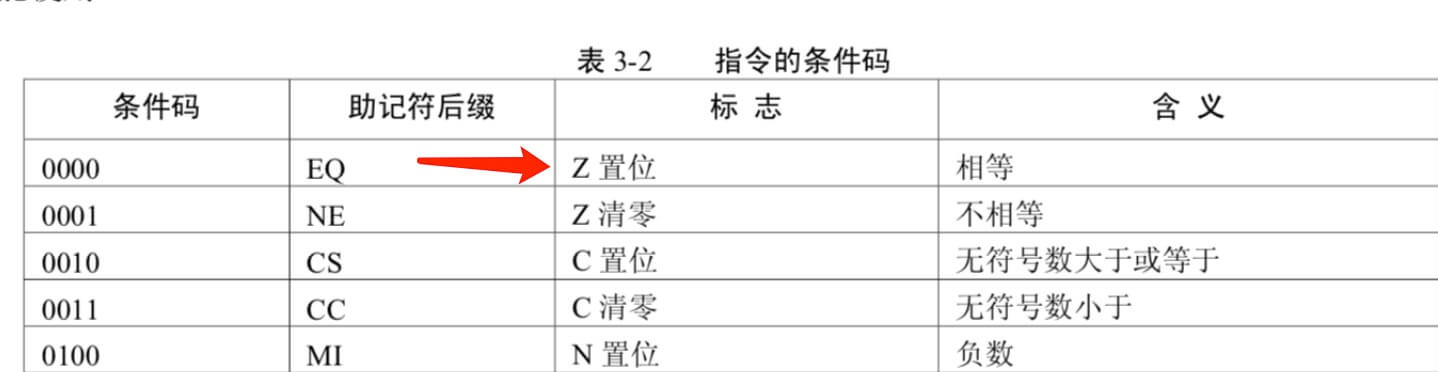 表 3-2 指令的条件码
条件码 助记符后缀 标 志 含 义
0000 EQ Z 置位 相等
0001 NE Z 清零 不相等
0010 CS C 置位 无符号数大于或等于
0011 CC C 清零 无符号数小于
0100 MI N 置位 负数